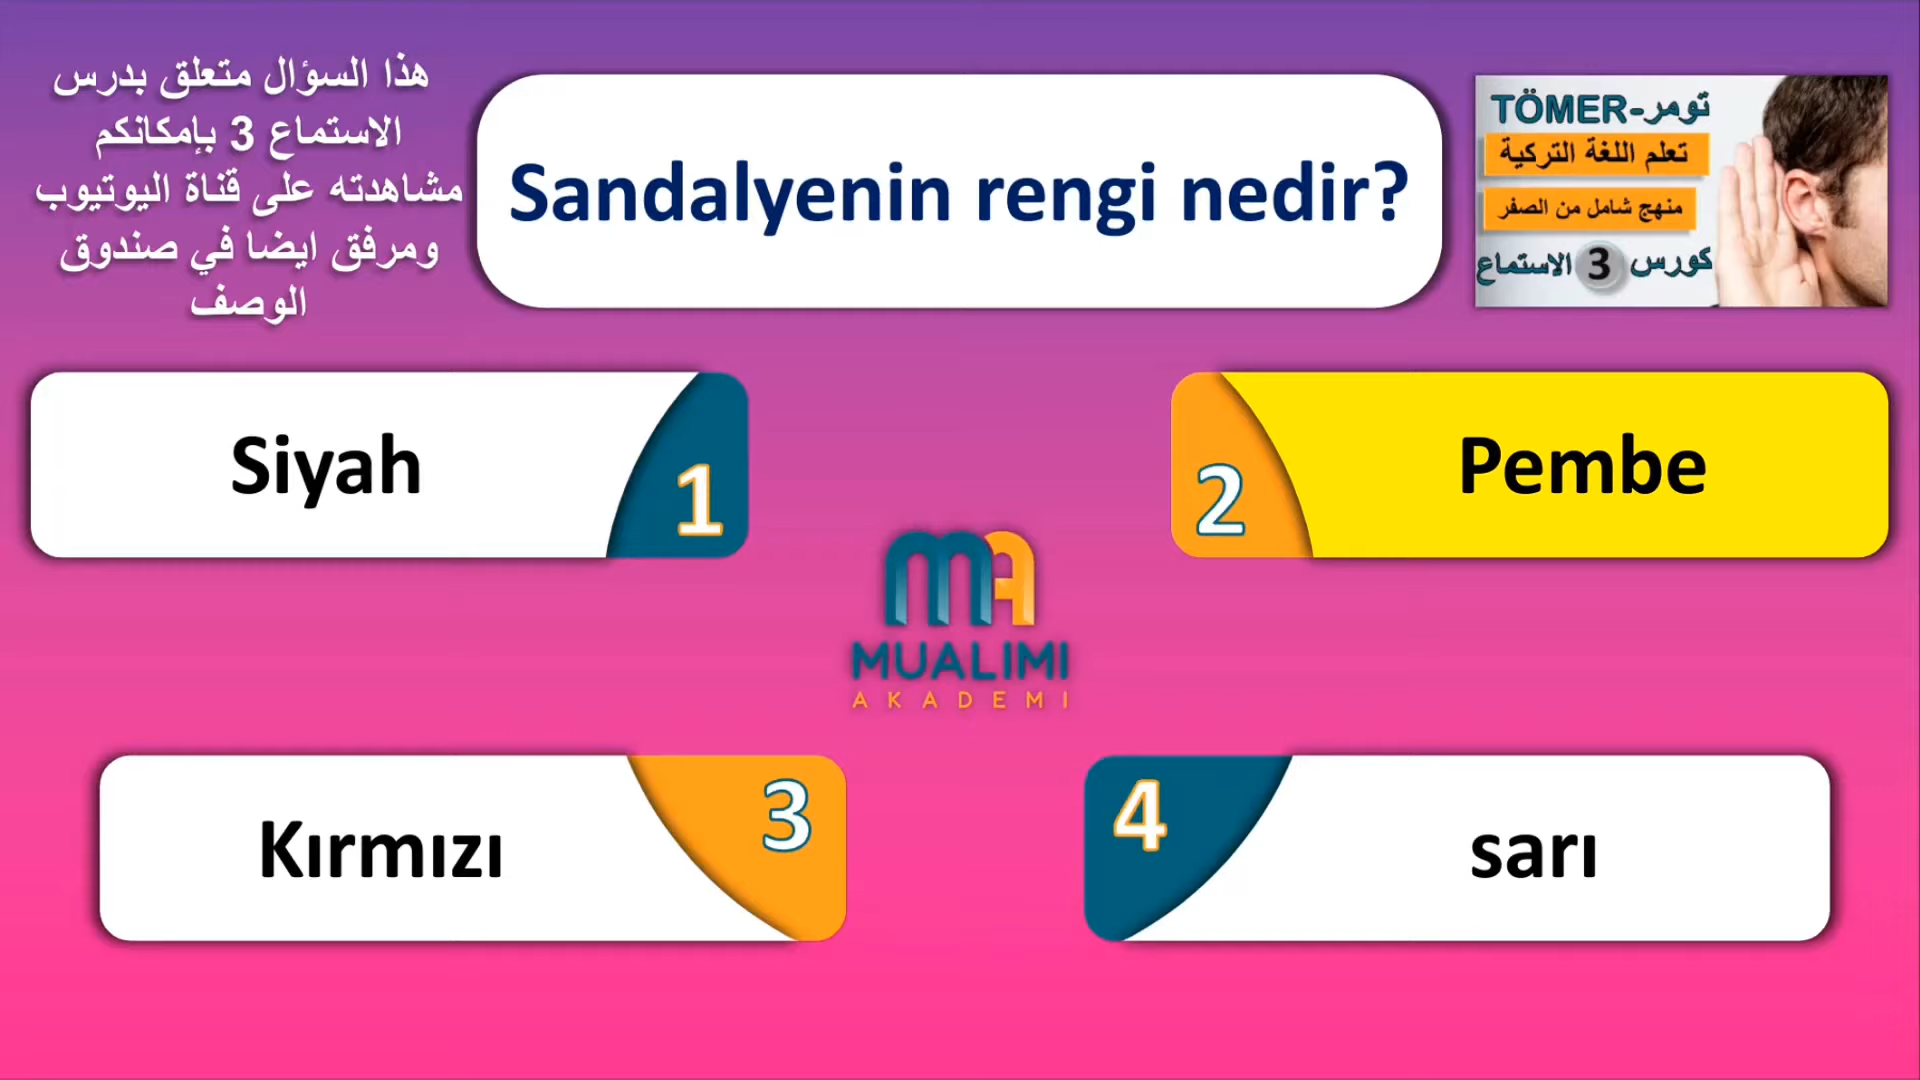 هذا السؤال متعلق بدرس
الاستماع 3 بإمكانكم
مشاهدته على قناة اليوتيوب
ومرفق ايضا في صندوق
الوصف
Sandalyenin rengi nedir?
تومر-TÖMER
تعلم اللغة التركية
منهج شامل من الصفر
كورس 3 الاستماع
Siyah
1
2
Pembe
MA
MUALIMI
AKADEMI
Kırmızı
3
4
sarı